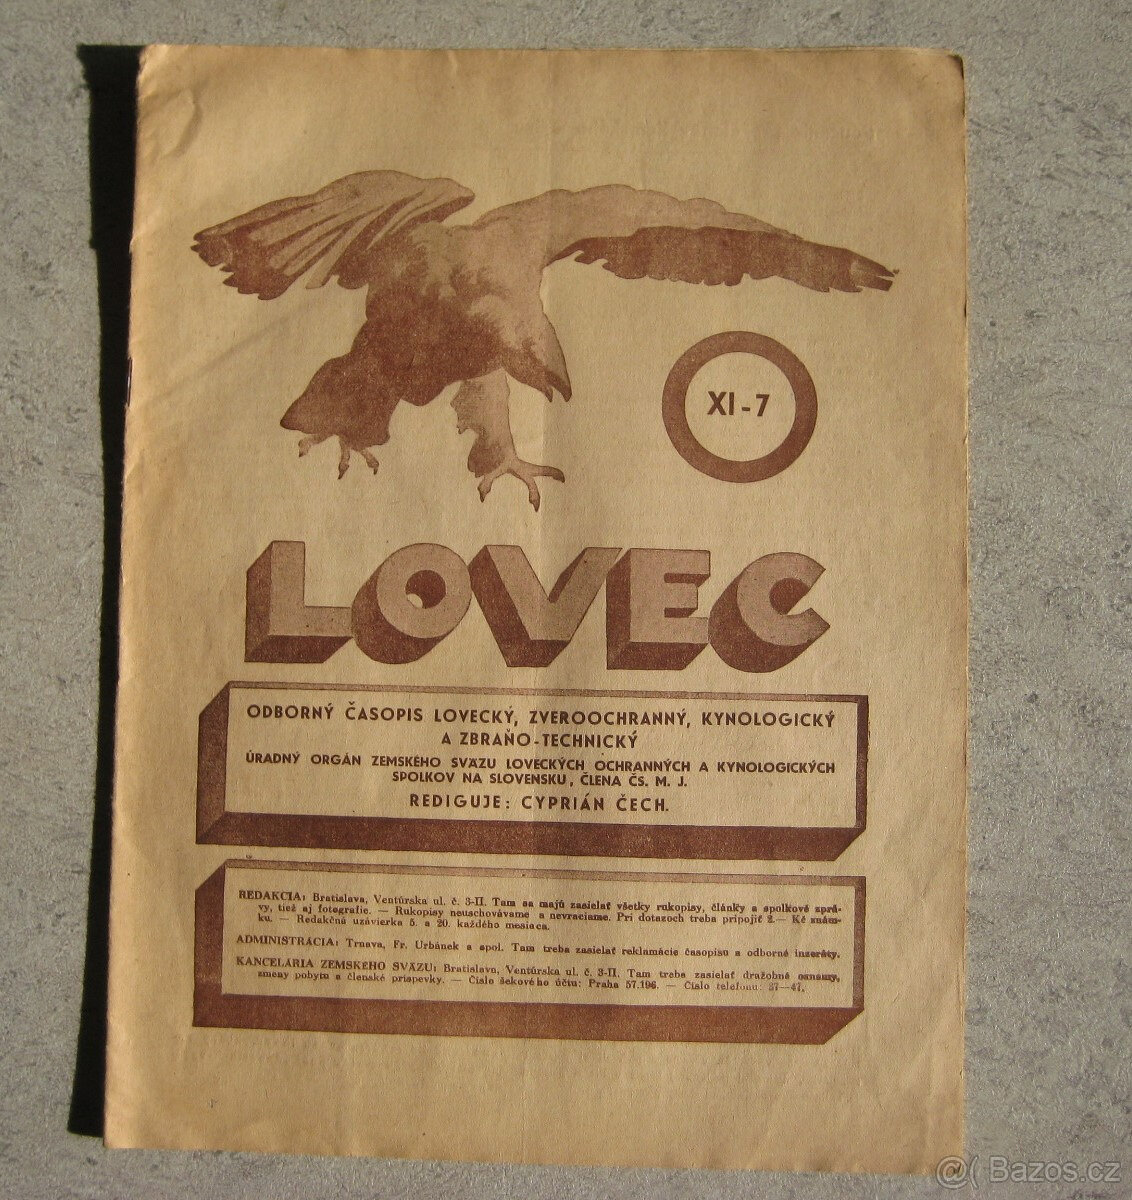 XI-7
LOVEC
ODBORNÝ ČASOPIS LOVECKÝ, ZVEROOCHRANNÝ, KYNOLOGICKÝ
A ZBRAŇO-TECHNICKÝ
ÚRADNÝ ORGÁN ZEMSKÉHO SVÄZU LOVECKÝCH OCHRANNÝCH A KYNOLOGICKÝCH
SPOLKOV NA SLOVENSKU, ČLENA ČS. M. J.
REDIGUJE: CYPRIÁN ČECH.
REDAKCIA: Bratislava, Ventúrska ul. č. 3-II. Tam sa majú zasielať všetky rukopisy, články a spolkové sprá-
vy, tiež aj fotografie. — Rukopisy neuschovávame a nevraciame. Pri dotazoch treba pripojiť 2.— Kč znám-
ku. — Redakčná uzávierka 5. a 20. každého mesiaca.
ADMINISTRÁCIA: Trnava, Fr. Urbánek a spol. Tam treba zasielať reklamácie časopisu a odborné inzeráty.
KANCELÁRIA ZEMSKÉHO SVÄZU: Bratislava, Ventúrska ul. č. 3-II. Tam treba zasielať dražobné oznamy,
zmeny pobytu a členské príspevky. — Číslo šekového účtu: Praha 57.196. — Číslo telefonu: 37—47.
@( Bazos.cz